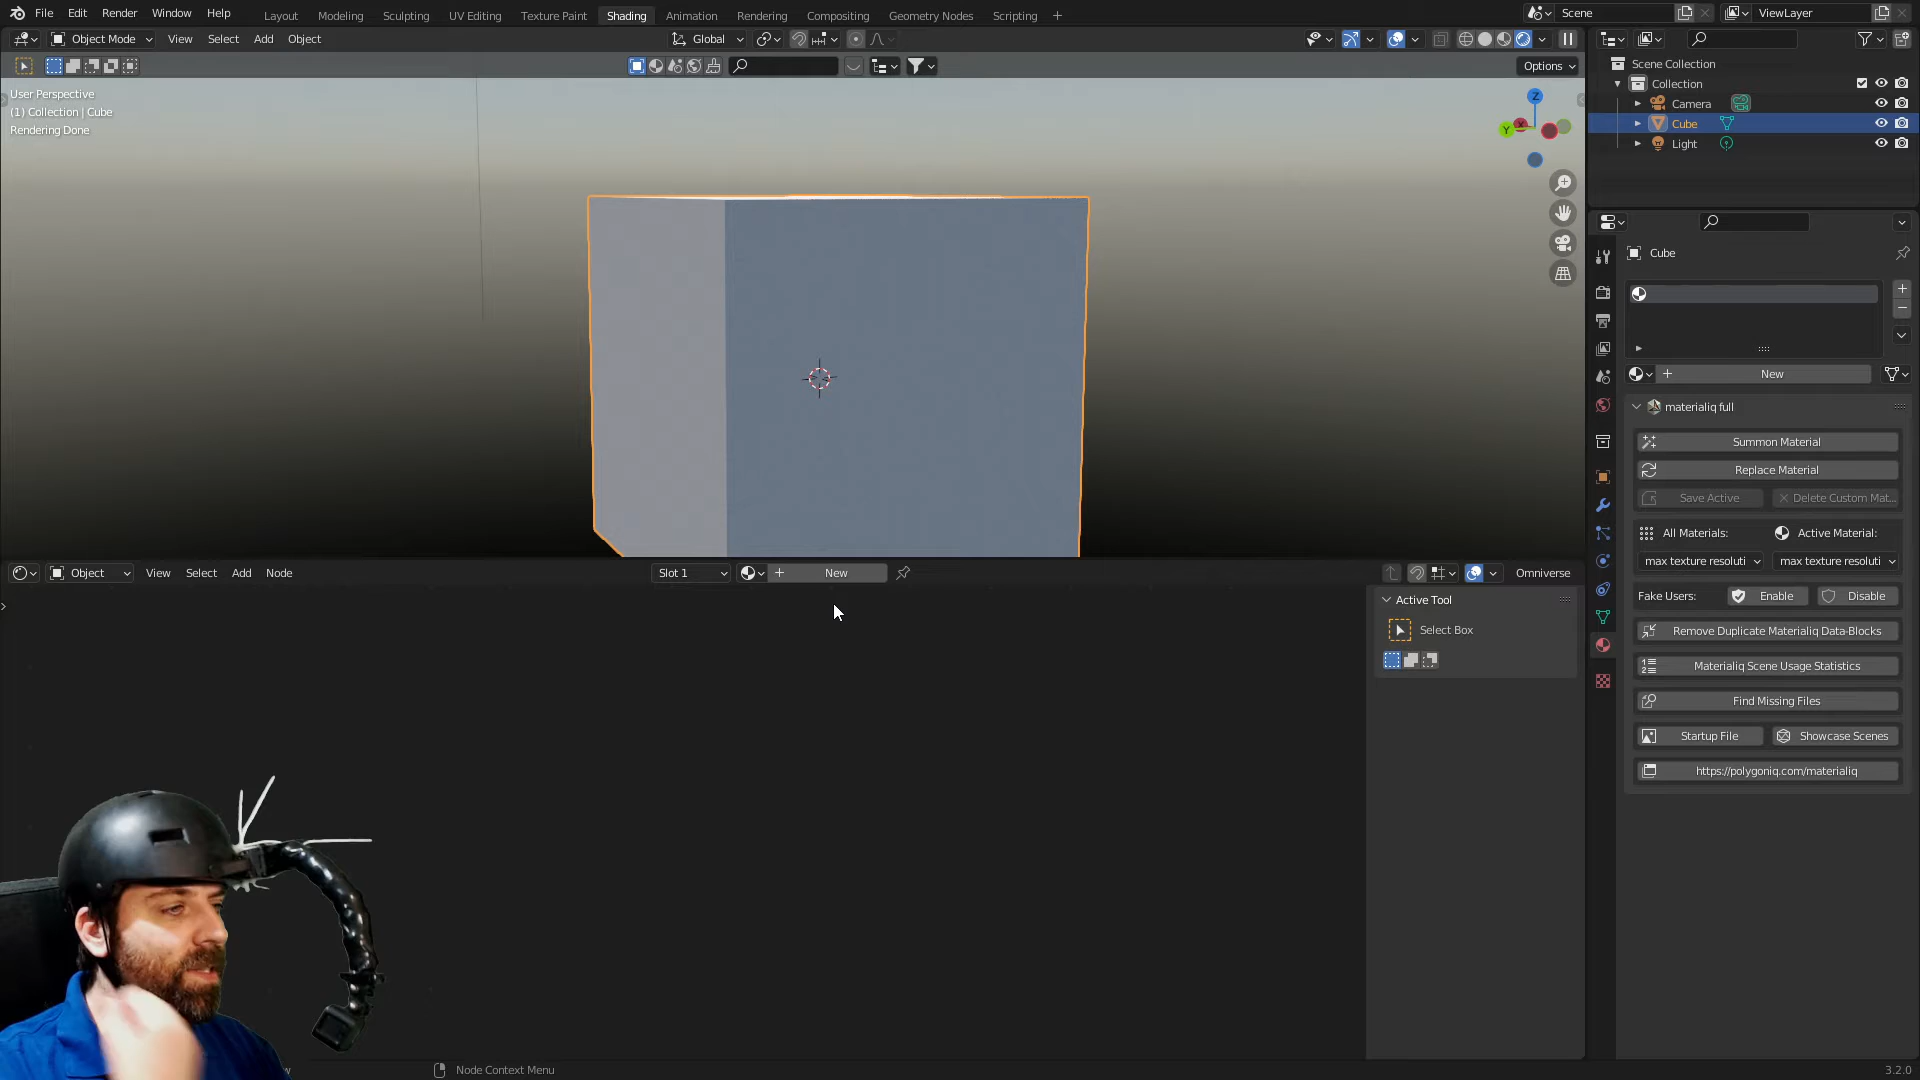 File Edit Render Window Help Layout Modeling Sculpting UV Editing Texture Paint Shading Animation Rendering Compositing Geometry Nodes Scripting + Scene ViewLayer
Object Mode View Select Add Object Global
Options
User Perspective
(1) Collection | Cube
Rendering Done
Z
Y
X
Scene Collection
Collection
Camera
Cube
Light
Cube
New
materialiq full
Summon Material
Replace Material
Save Active Delete Custom Mat...
All Materials: Active Material:
max texture resoluti max texture resoluti
Fake Users: Enable Disable
Remove Duplicate Materialiq Data-Blocks
Materialiq Scene Usage Statistics
Find Missing Files
Startup File Showcase Scenes
https://polygoniq.com/materialiq
Object View Select Add Node Slot 1 New Omniverse
Active Tool
Select Box
Node Context Menu
3.2.0